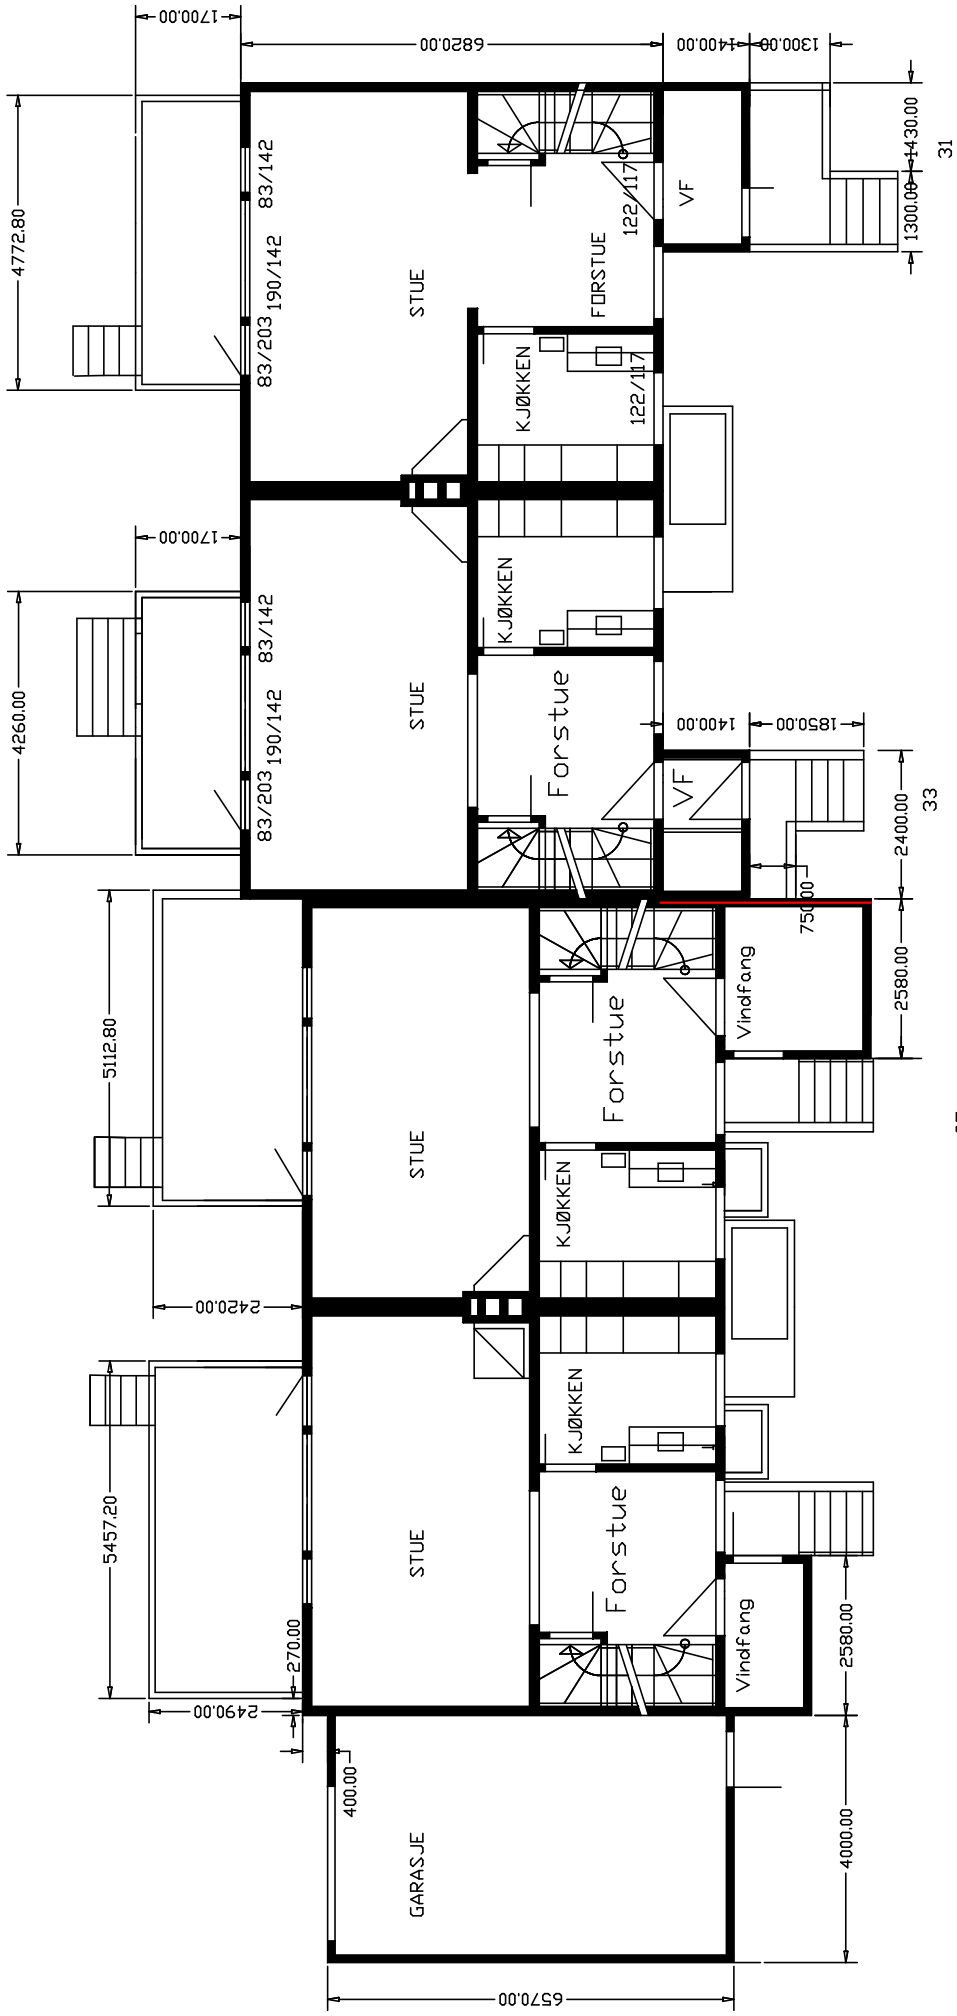 1700.00
6820.00
1400.00
1300.00
4772.80
83/142
190/142
83/203
STUE
FORSTUE
122/117
VF
1430.00
1300.00
31
KJØKKEN
122/117
1700.00
4260.00
83/142
190/142
83/203
STUE
KJØKKEN
Forstue
VF
1400.00
1850.00
2400.00
33
750.00
2580.00
5112.80
2420.00
STUE
Forstue
Vindfang
KJØKKEN
5457.20
2490.00
270.00
STUE
KJØKKEN
Forstue
Vindfang
2580.00
400.00
GARASJE
4000.00
6570.00